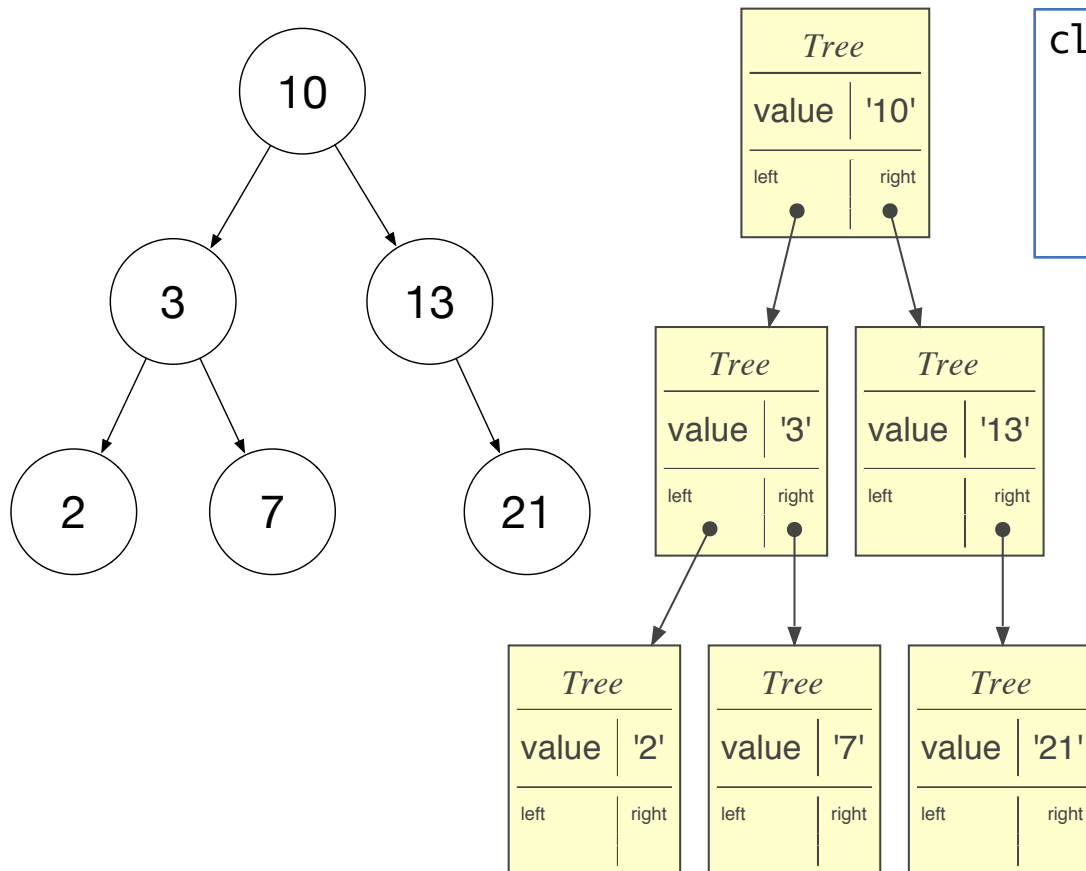 10
3
13
2
7
21
Tree
value '10'
left right
Tree
value '3'
left right
Tree
value '13'
left right
Tree
value '2'
left right
Tree
value '7'
left right
Tree
value '21'
left right
cl